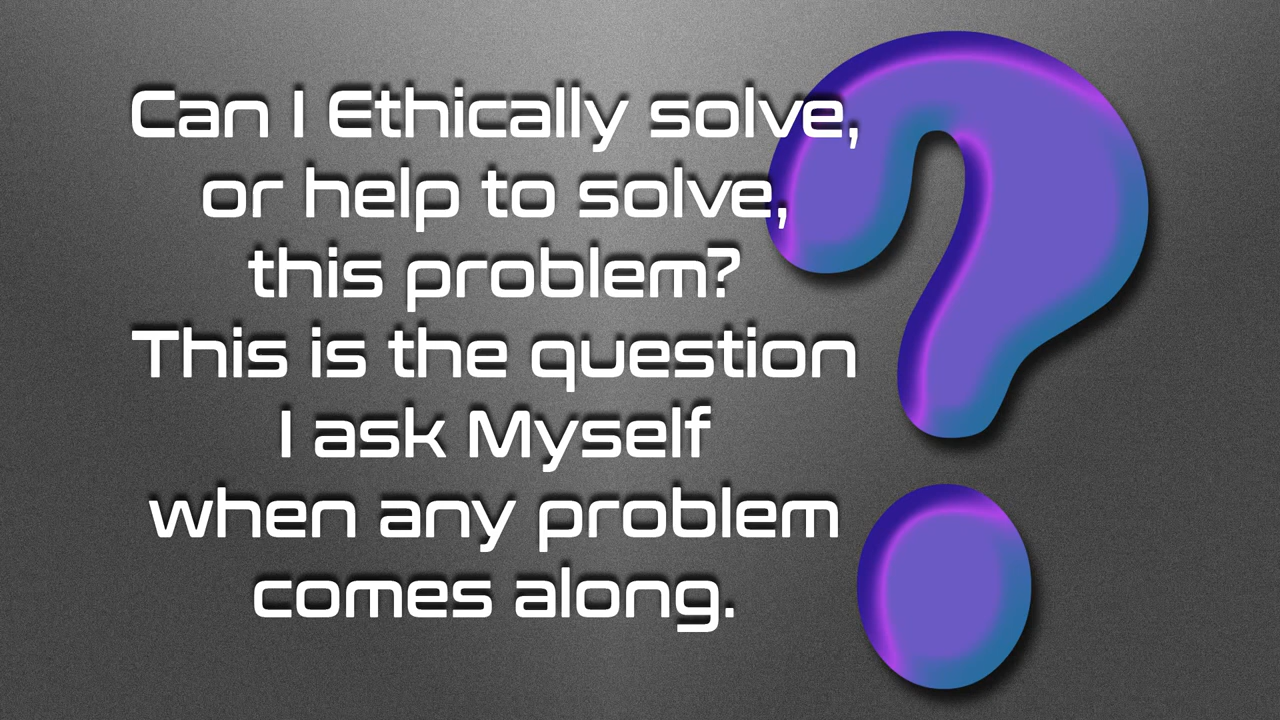 Can I Ethically solve,
or help to solve,
this problem?
This is the question
I ask Myself
when any problem
comes along.
?